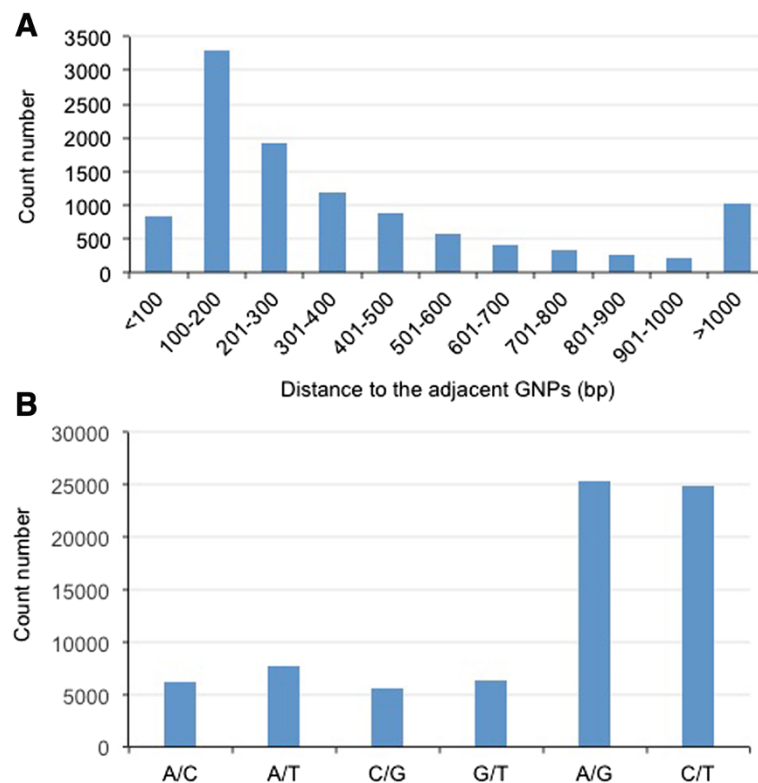 A
Count number
3500
3000
2500
2000
1500
1000
500
0
<100
100-200
201-300
301-400
401-500
501-600
601-700
701-800
801-900
901-1000
>1000
Distance to the adjacent GNPs (bp)
B
Count number
30000
25000
20000
15000
10000
5000
0
A/C
A/T
C/G
G/T
A/G
C/T